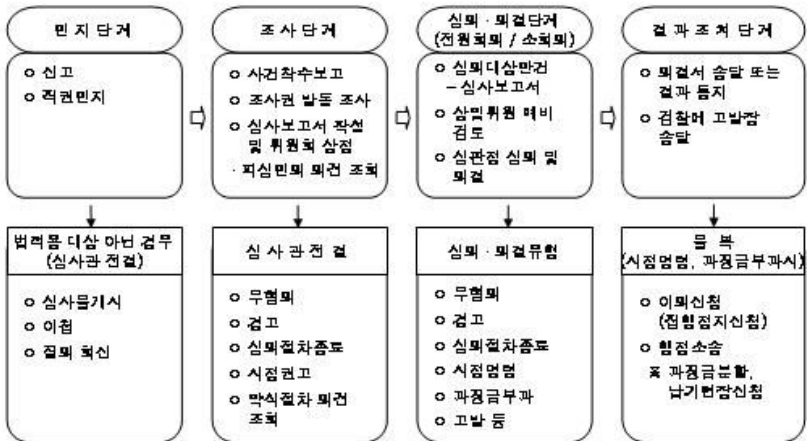 인지단계
○ 신고
○ 직권인지
조사단계
○ 사건착수보고
○ 조사권 발동 조사
○ 심사보고서 작성
및 위원회 상정
· 피심인의 의견 조회
심의 · 의결단계
(전원회의 / 소회의)
○ 심의대상안건
– 심사보고서
○ 상임위원 예비
검토
○ 심판정 심의 및
의결
결과조치 단계
○ 의결서 송달 또는
결과 통지
○ 검찰에 고발장
송달
법적용 대상 아닌 경우
(심사관 전결)
○ 심사불개시
○ 이첩
○ 질의 회신
심사관전결
○ 무혐의
○ 경고
○ 심의절차종료
○ 시정권고
○ 약식절차 의견
조회
심의 · 의결유형
○ 무혐의
○ 경고
○ 심의절차종료
○ 시정명령
○ 과징금부과
○ 고발 등
불 복
(시정명령, 과징금부과시)
○ 이의신청
(집행정지신청)
○ 행정소송
※ 과징금분할,
납기연장신청